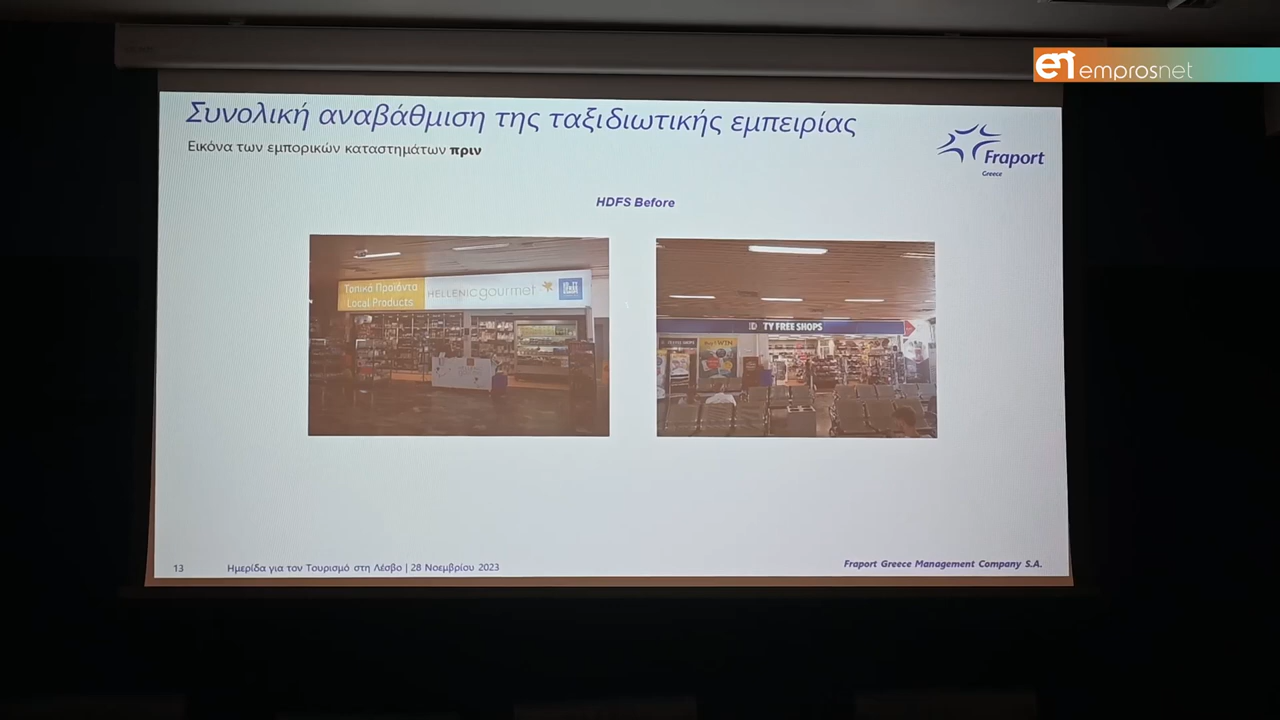 emprosnet
Συνολική αναβάθμιση της ταξιδιωτικής εμπειρίας
Εικόνα των εμπορικών καταστημάτων πριν
Fraport
Greece
HDFS Before
Τοπικά Προϊόντα
Local Products
HELLENIC gourmet
TY FREE SHOPS
WIN
13
Ημερίδα για τον Τουρισμό στη Λέσβο | 28 Νοεμβρίου 2023
Fraport Greece Management Company S.A.